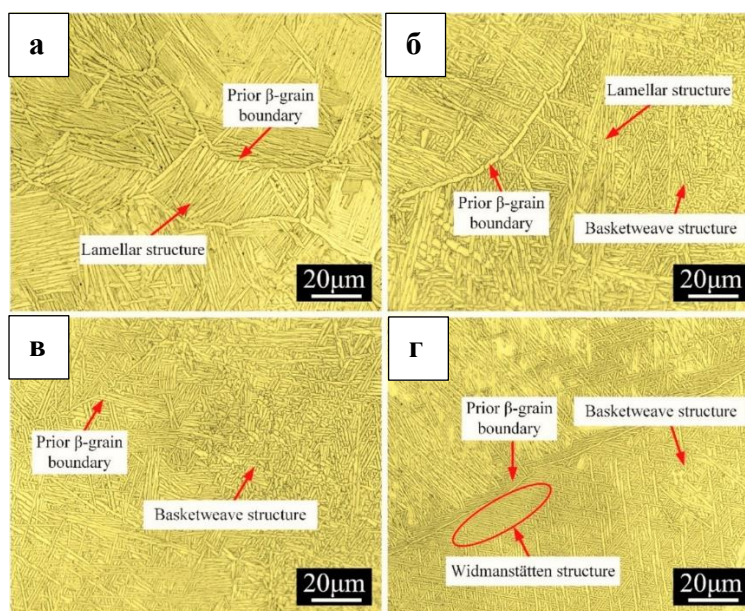 а
Prior β-grain
boundary
Lamellar structure
20μm
б
Lamellar structure
Prior β-grain
boundary
Basketweave structure
20μm
в
Prior β-grain
boundary
Basketweave structure
20μm
г
Prior β-grain
boundary
Basketweave structure
Widmanstätten structure
20μm